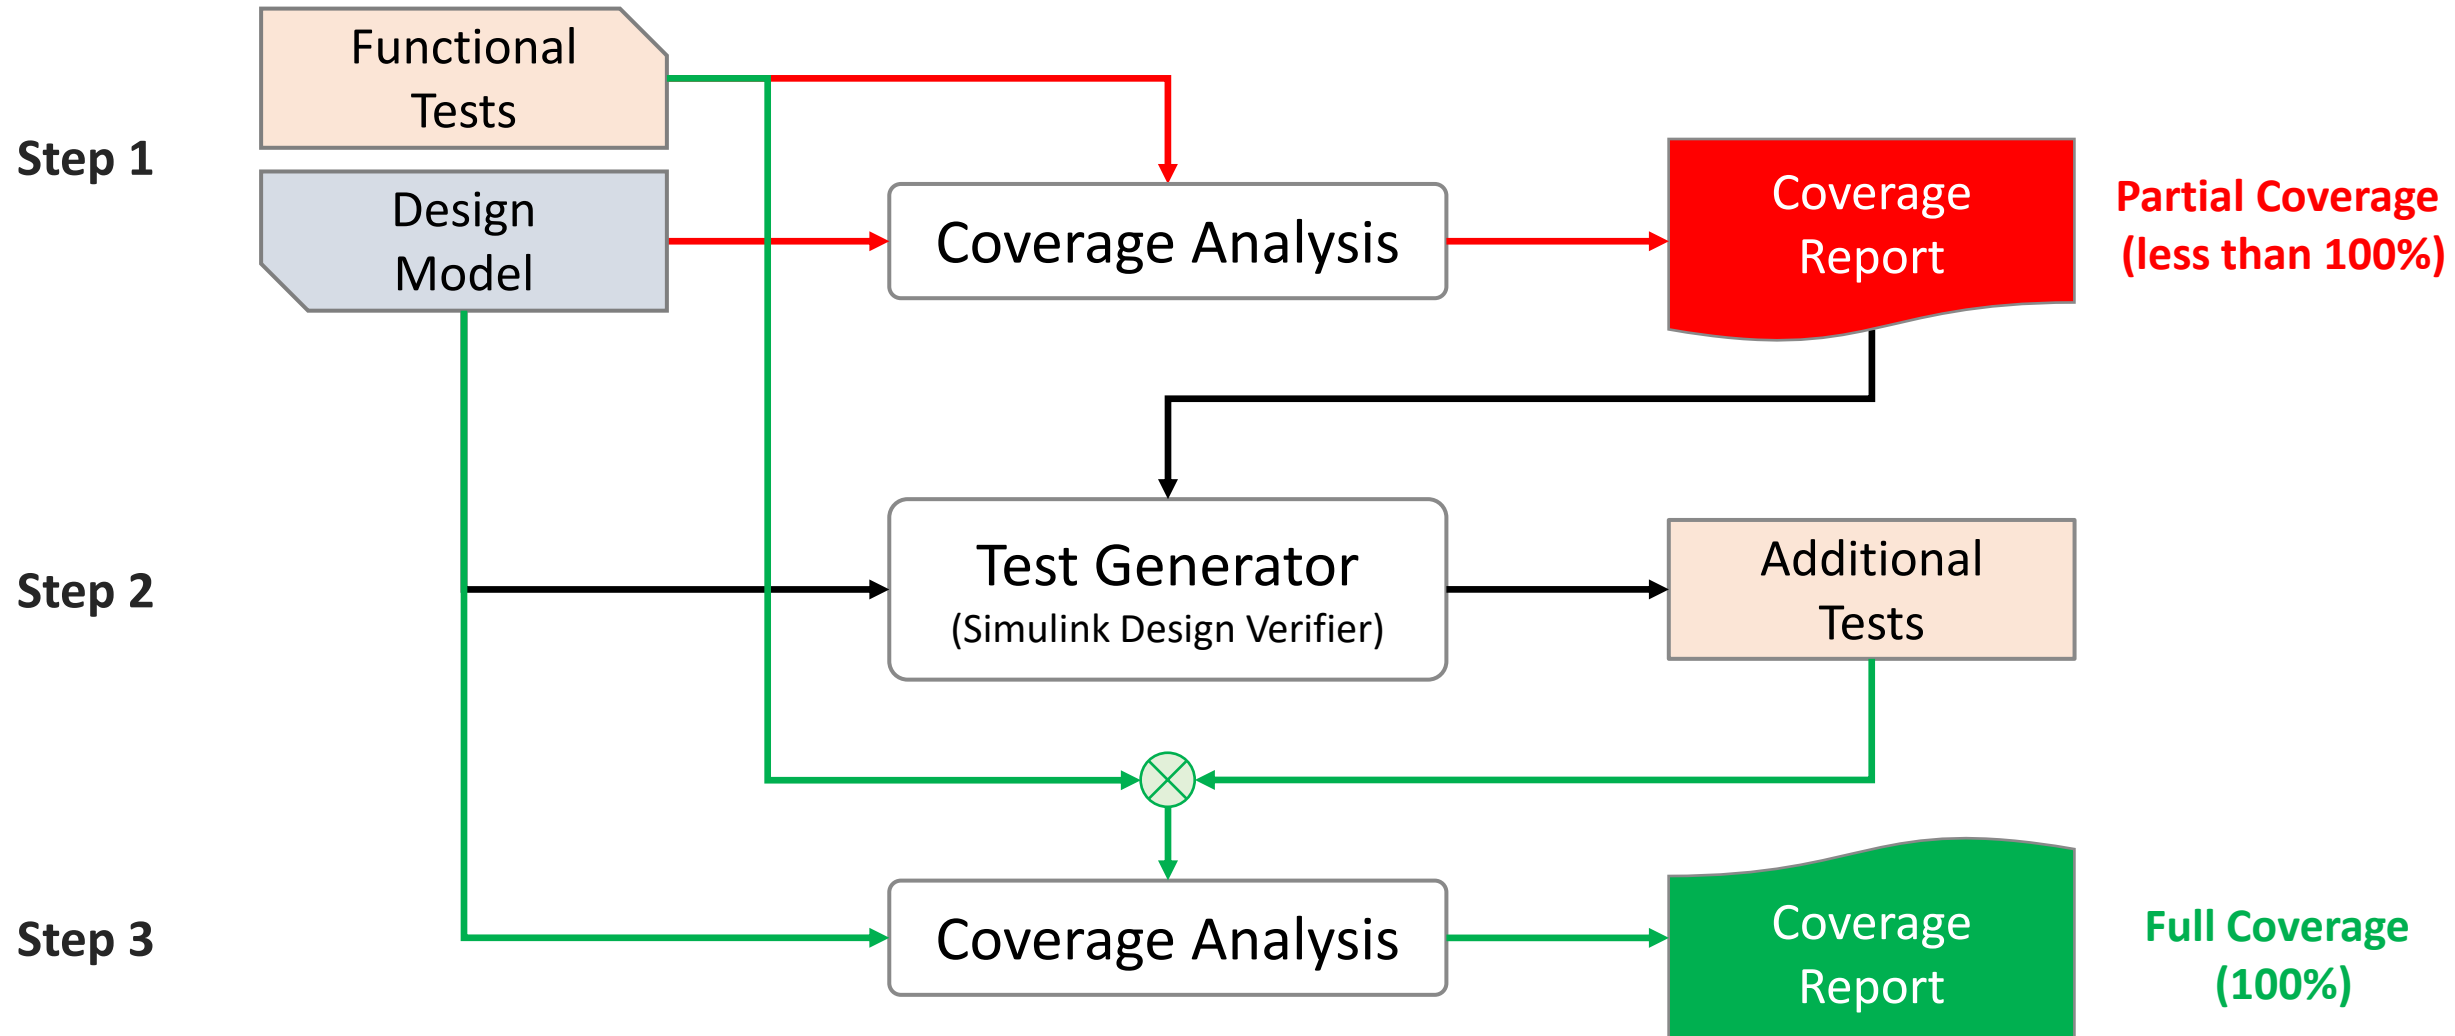 Step 1
Functional
Tests
Design
Model
Coverage Analysis
Coverage
Report
Partial Coverage
(less than 100%)
Step 2
Test Generator
(Simulink Design Verifier)
Additional
Tests
Step 3
Coverage Analysis
Coverage
Report
Full Coverage
(100%)